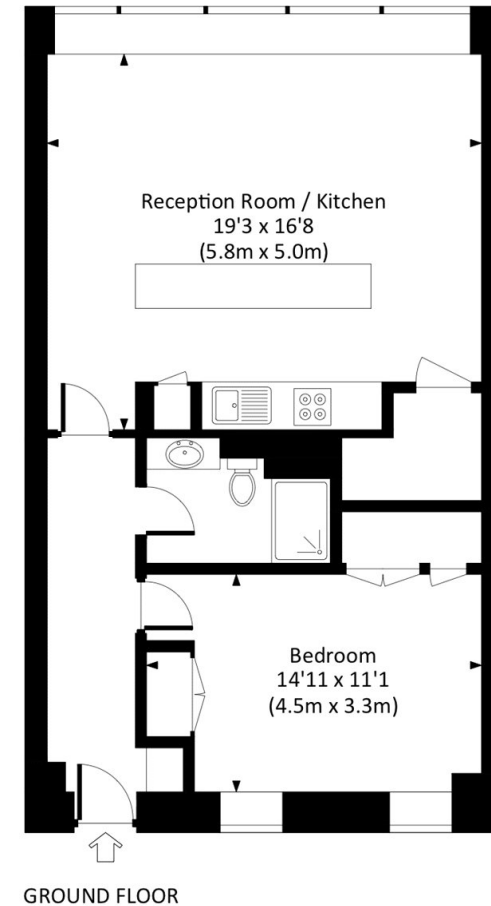 Reception Room / Kitchen
19'3 x 16'8
(5.8m x 5.0m)
Bedroom
14'11 x 11'1
(4.5m x 3.3m)
GROUND FLOOR